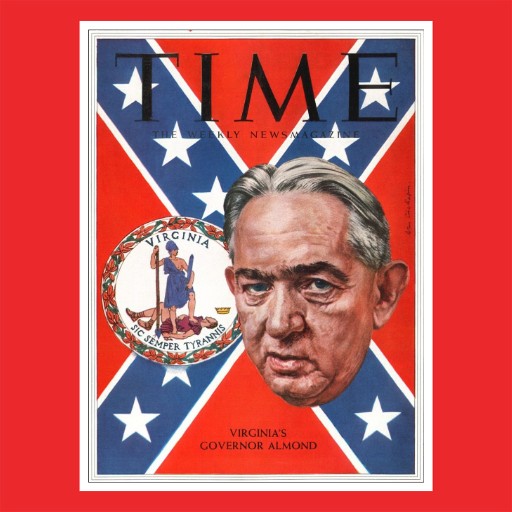 TIME
THE WEEKLY NEWSMAGAZINE
VIRGINIA
SIC SEMPER TYRANNIS
VIRGINIA'S
GOVERNOR ALMOND